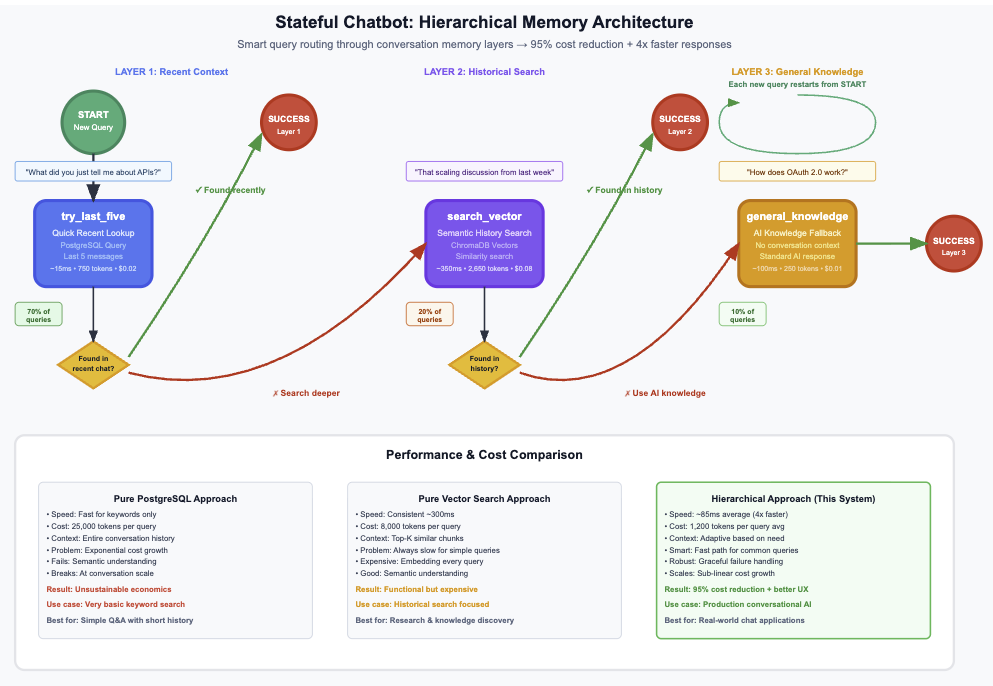 Stateful Chatbot: Hierarchical Memory Architecture
Smart query routing through conversation memory layers → 95% cost reduction + 4x faster responses
LAYER 1: Recent Context
LAYER 2: Historical Search
LAYER 3: General Knowledge
Each new query restarts from START
START
New Query
SUCCESS
Layer 1
SUCCESS
Layer 2
"What did you just tell me about APIs?"
"That scaling discussion from last week"
"How does OAuth 2.0 work?"
✓ Found recently
✓ Found in history
try_last_five
Quick Recent Lookup
PostgreSQL Query
Last 5 messages
~15ms • 750 tokens • $0.02
search_vector
Semantic History Search
ChromaDB Vectors
Similarity search
~350ms • 2,650 tokens • $0.08
general_knowledge
AI Knowledge Fallback
No conversation context
Standard AI response
~100ms • 250 tokens • $0.01
SUCCESS
Layer 3
70% of
queries
20% of
queries
10% of
queries
Found in
recent chat?
Found in
history?
✗ Search deeper
✗ Use AI knowledge
Performance & Cost Comparison
Pure PostgreSQL Approach
• Speed: Fast for keywords only
• Cost: 25,000 tokens per query
• Context: Entire conversation history
• Problem: Exponential cost growth
• Fails: Semantic understanding
• Breaks: At conversation scale
Result: Unsustainable economics
Use case: Very basic keyword search
Best for: Simple Q&A with short history
Pure Vector Search Approach
• Speed: Consistent ~300ms
• Cost: 8,000 tokens per query
• Context: Top-K similar chunks
• Problem: Always slow for simple queries
• Expensive: Embedding every query
• Good: Semantic understanding
Result: Functional but expensive
Use case: Historical search focused
Best for: Research & knowledge discovery
Hierarchical Approach (This System)
• Speed: ~85ms average (4x faster)
• Cost: 1,200 tokens per query avg
• Context: Adaptive based on need
• Smart: Fast path for common queries
• Robust: Graceful failure handling
• Scales: Sub-linear cost growth
Result: 95% cost reduction + better UX
Use case: Production conversational AI
Best for: Real-world chat applications